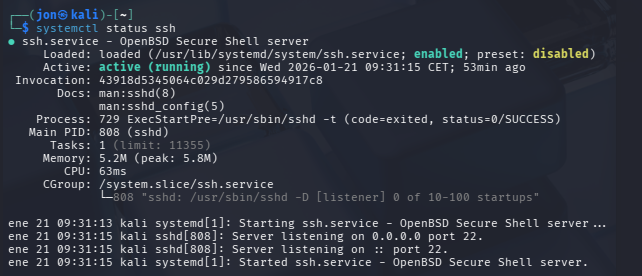 ┌──(jon㉿kali)-[~]
└─$ systemctl status ssh
● ssh.service - OpenBSD Secure Shell server
Loaded: loaded (/usr/lib/systemd/system/ssh.service; enabled; preset: disabled)
Active: active (running) since Wed 2026-01-21 09:31:15 CET; 53min ago
Invocation: 43918d5345064c029d279586594917c8
Docs: man:sshd(8)
man:sshd_config(5)
Process: 729 ExecStartPre=/usr/sbin/sshd -t (code=exited, status=0/SUCCESS)
Main PID: 808 (sshd)
Tasks: 1 (limit: 11355)
Memory: 5.2M (peak: 5.8M)
CPU: 63ms
CGroup: /system.slice/ssh.service
└─808 "sshd: /usr/sbin/sshd -D [listener] 0 of 10-100 startups"
ene 21 09:31:13 kali systemd[1]: Starting ssh.service - OpenBSD Secure Shell server...
ene 21 09:31:15 kali sshd[808]: Server listening on 0.0.0.0 port 22.
ene 21 09:31:15 kali sshd[808]: Server listening on :: port 22.
ene 21 09:31:15 kali systemd[1]: Started ssh.service - OpenBSD Secure Shell server.